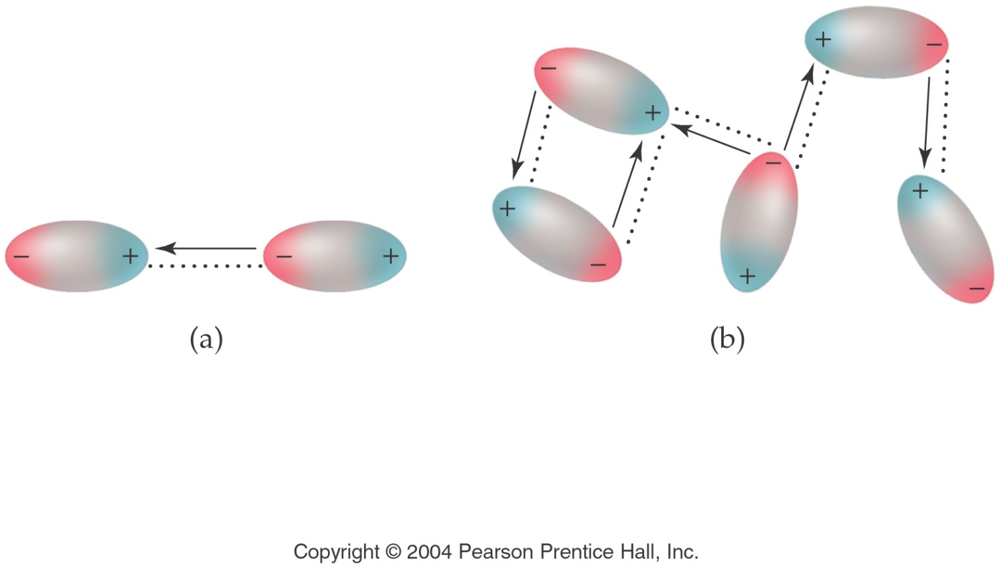 − + − +
(a)
− +
+ −
− +
+ −
+ −
(b)
Copyright © 2004 Pearson Prentice Hall, Inc.